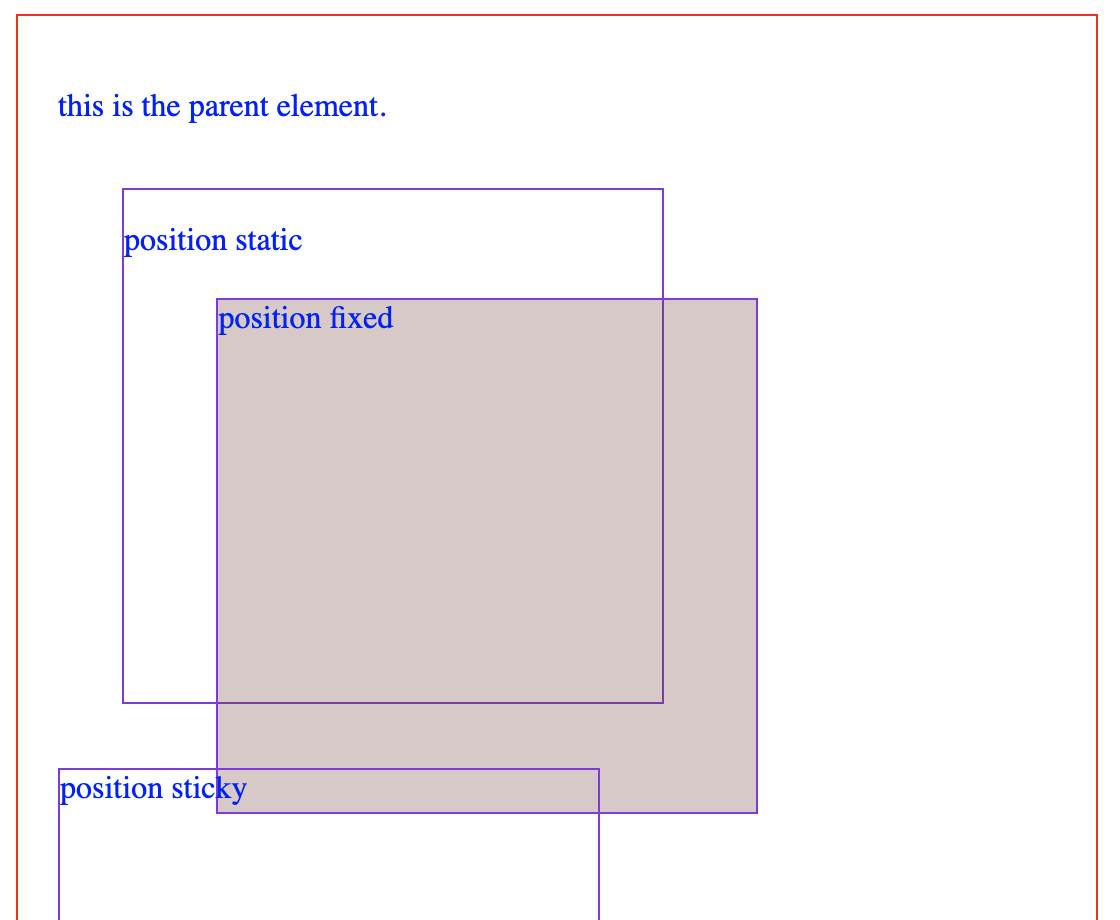 this is the parent element.
position static
position fixed
position sticky